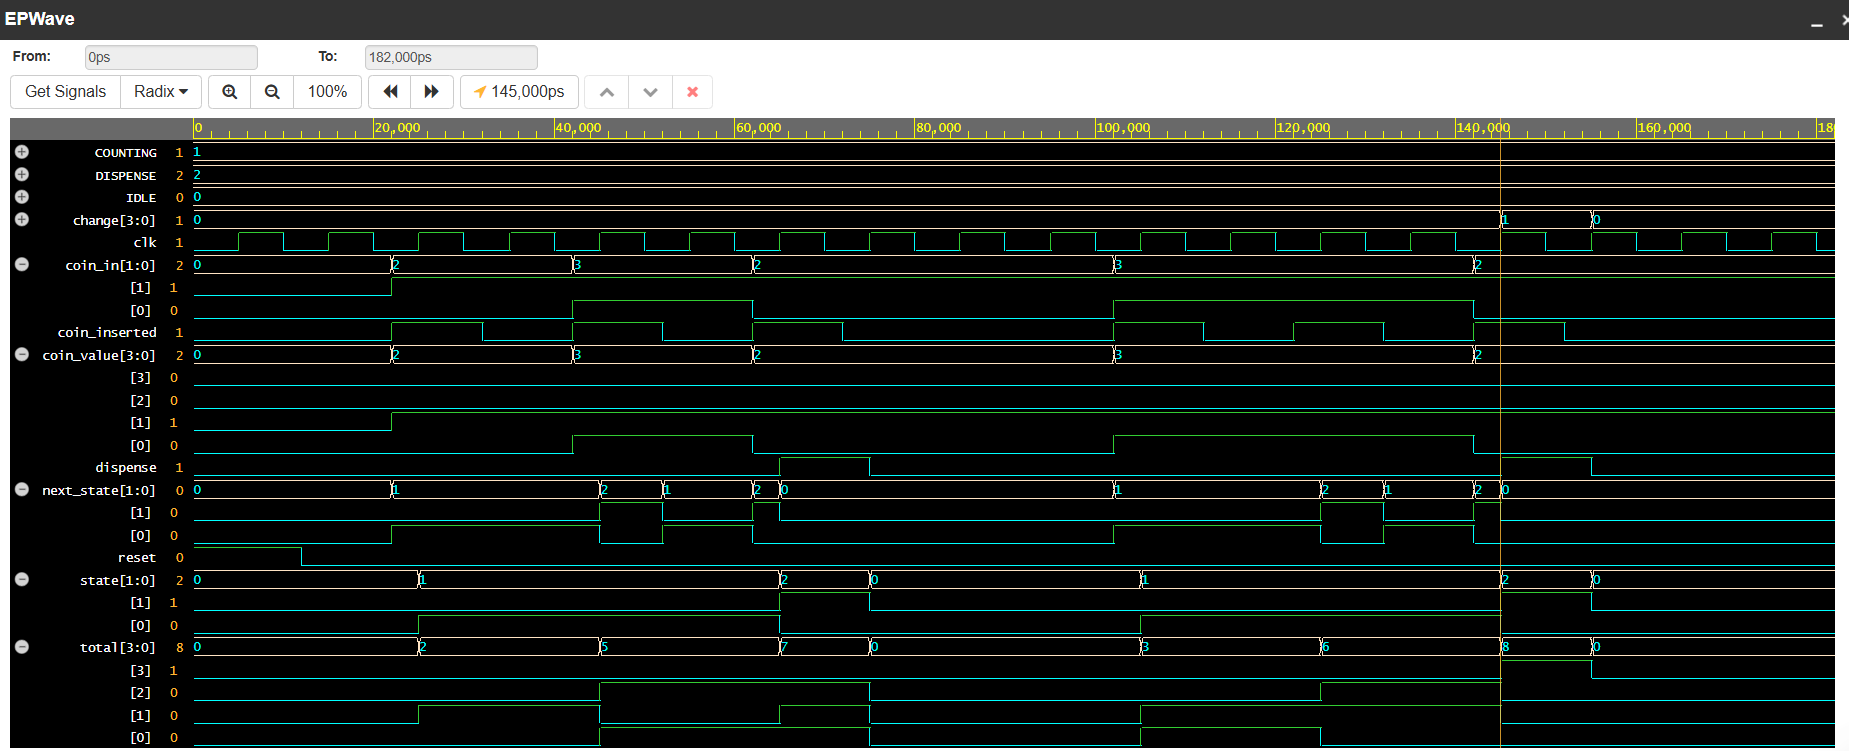 EPWave
From: 0ps To: 182,000ps
Get Signals Radix 100% 145,000ps
0 20,000 40,000 60,000 80,000 100,000 120,000 140,000 160,000 180
COUNTING 1 1
DISPENSE 2 2
IDLE 0 0
change[3:0] 1 0 1 0
clk 1
coin_in[1:0] 2 0 2 3 2 3 2
[1] 1
[0] 0
coin_inserted 1
coin_value[3:0] 2 0 2 3 2 3 2
[3] 0
[2] 0
[1] 1
[0] 0
dispense 1
next_state[1:0] 0 0 1 2 1 2 0 1 2 1 2 0
[1] 0
[0] 0
reset 0
state[1:0] 2 0 1 2 0 1 2 0
[1] 1
[0] 0
total[3:0] 8 0 2 5 7 0 3 6 8 0
[3] 1
[2] 0
[1] 0
[0] 0